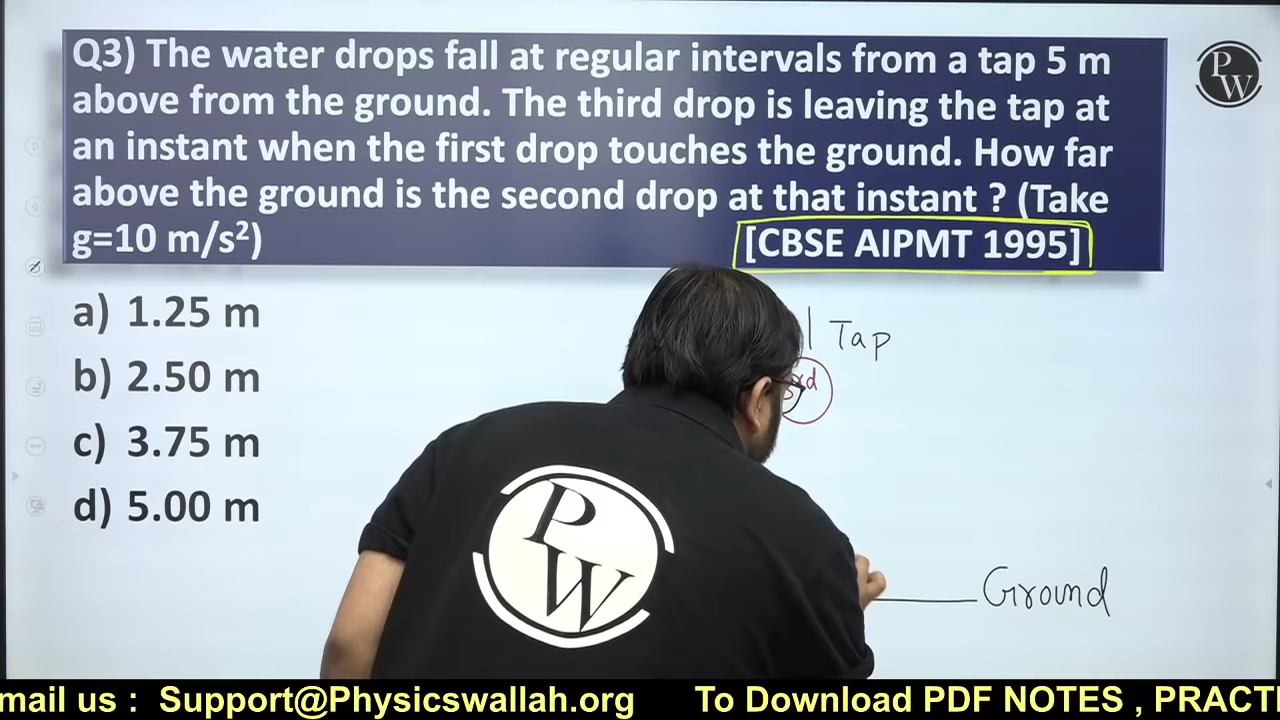 Q3) The water drops fall at regular intervals from a tap 5 m
above from the ground. The third drop is leaving the tap at
an instant when the first drop touches the ground. How far
above the ground is the second drop at that instant ? (Take
g=10 m/s²)
[CBSE AIPMT 1995]
P
W
a) 1.25 m
b) 2.50 m
c) 3.75 m
d) 5.00 m
Tap
3rd
P
W
Ground
mail us : Support@Physicswallah.org To Download PDF NOTES , PRACT